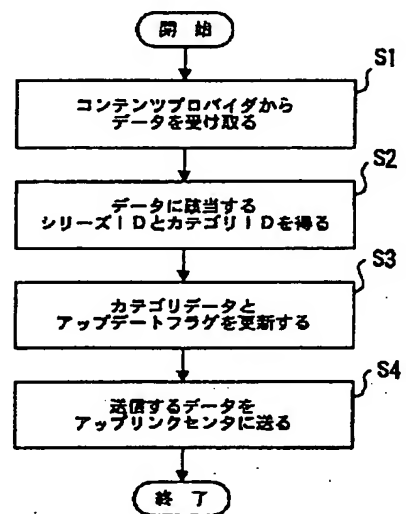 開 始
S1
コンテンツプロバイダから
データを受け取る
S2
データに該当する
シリーズIDとカテゴリIDを得る
S3
カテゴリデータと
アップデートフラグを更新する
S4
送信するデータを
アップリンクセンタに送る
終 了